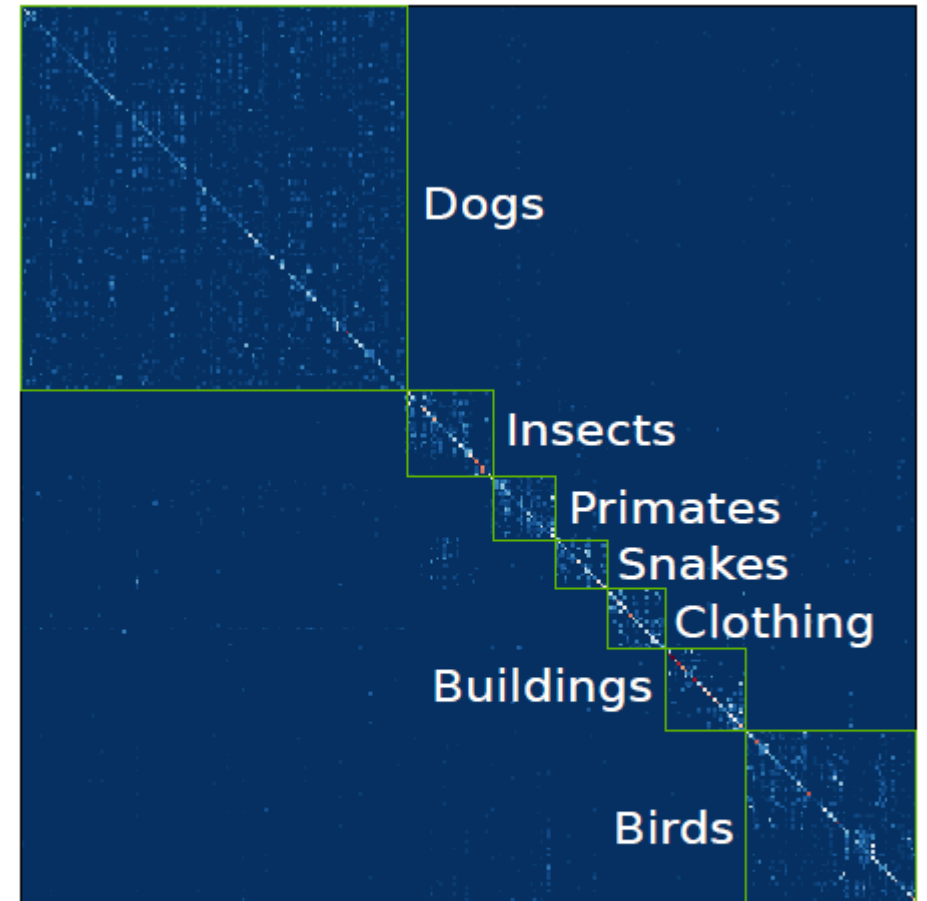 Dogs
Insects
Primates
Snakes
Clothing
Buildings
Birds